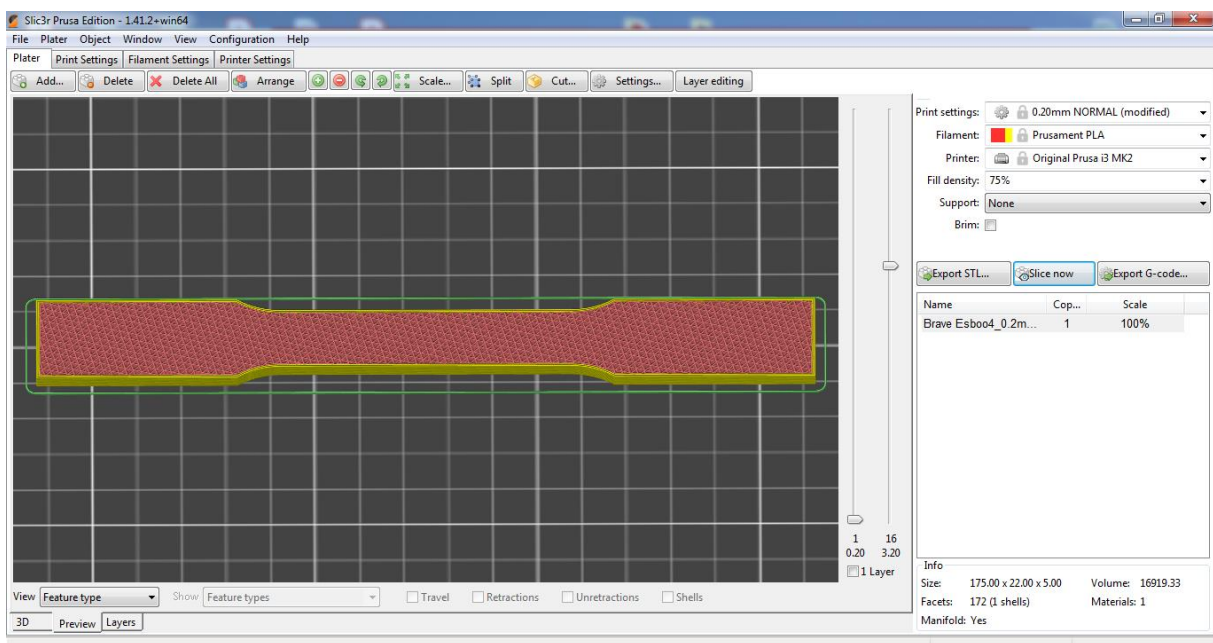 Slic3r Prusa Edition - 1.41.2+win64
File Plater Object Window View Configuration Help
Plater Print Settings Filament Settings Printer Settings
Add... Delete Delete All Arrange Scale... Split Cut... Settings... Layer editing
Print settings: 0.20mm NORMAL (modified)
Filament: Prusament PLA
Printer: Original Prusa i3 MK2
Fill density: 75%
Support: None
Brim:
Export STL... Slice now Export G-code...
Name Cop... Scale
Brave Esboo4_0.2m... 1 100%
1 16
0.20 3.20
1 Layer
Info
Size: 175.00 x 22.00 x 5.00 Volume: 16919.33
Facets: 172 (1 shells) Materials: 1
Manifold: Yes
View Feature type Show Feature types Travel Retractions Unretractions Shells
3D Preview Layers